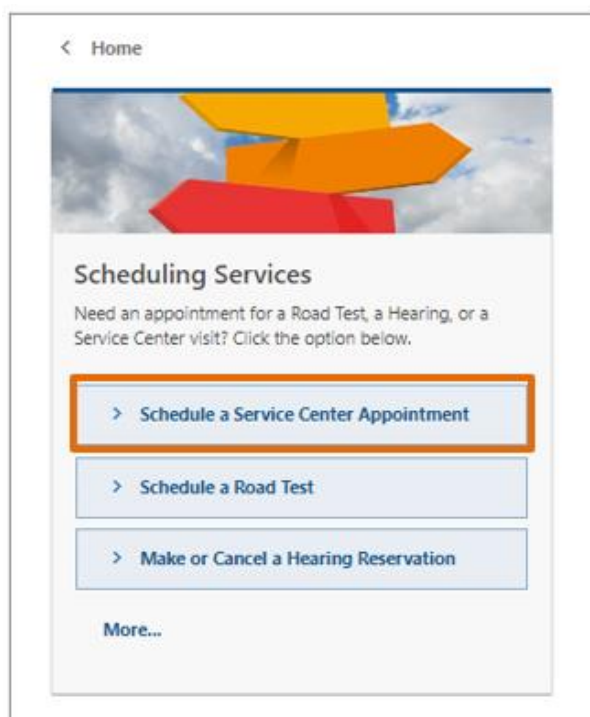 Home
Scheduling Services
Need an appointment for a Road Test, a Hearing, or a
Service Center visit? Click the option below.
Schedule a Service Center Appointment
Schedule a Road Test
Make or Cancel a Hearing Reservation
More...